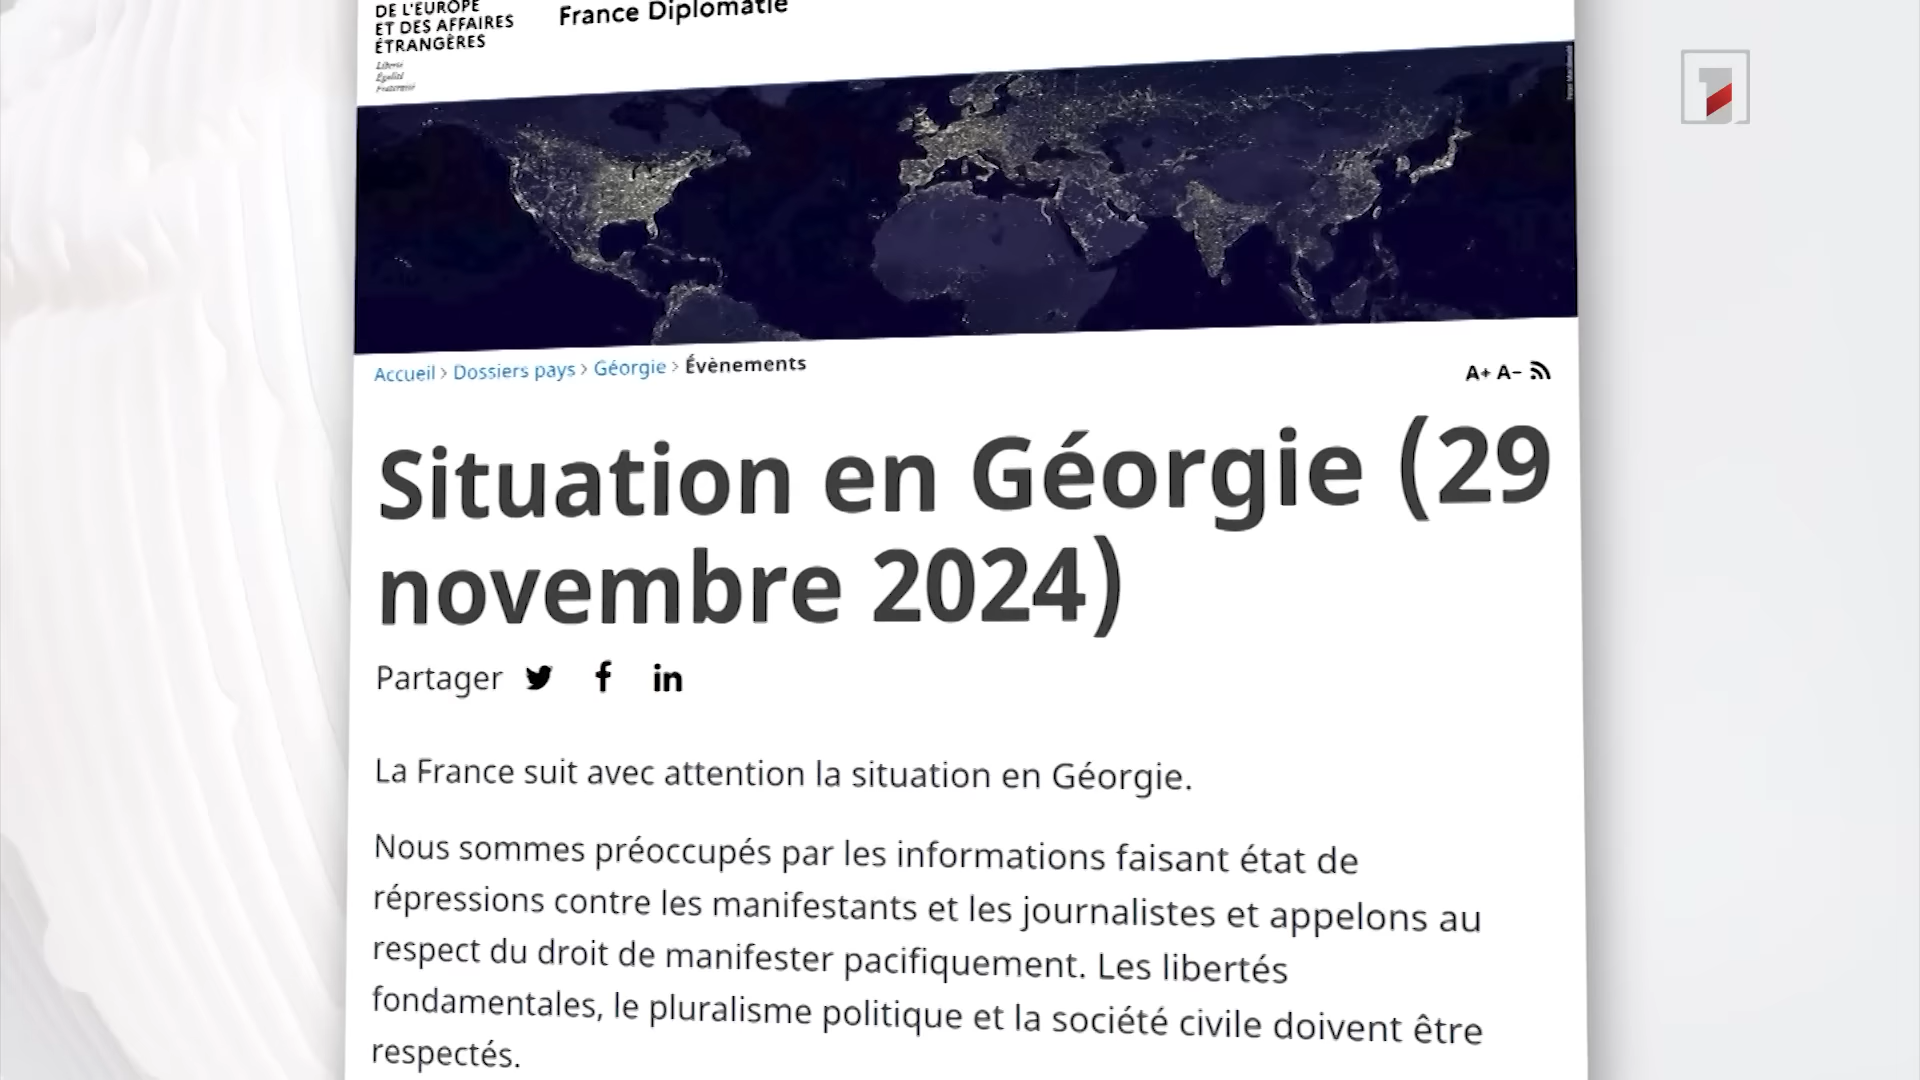 DE L'EUROPE
ET DES AFFAIRES
ÉTRANGÈRES
Liberté
Égalité
Fraternité
France Diplomatie
Accueil > Dossiers pays > Géorgie > Évènements
A+ A-
Situation en Géorgie (29
novembre 2024)
Partager
La France suit avec attention la situation en Géorgie.
Nous sommes préoccupés par les informations faisant état de
répressions contre les manifestants et les journalistes et appelons au
respect du droit de manifester pacifiquement. Les libertés
fondamentales, le pluralisme politique et la société civile doivent être
respectés.